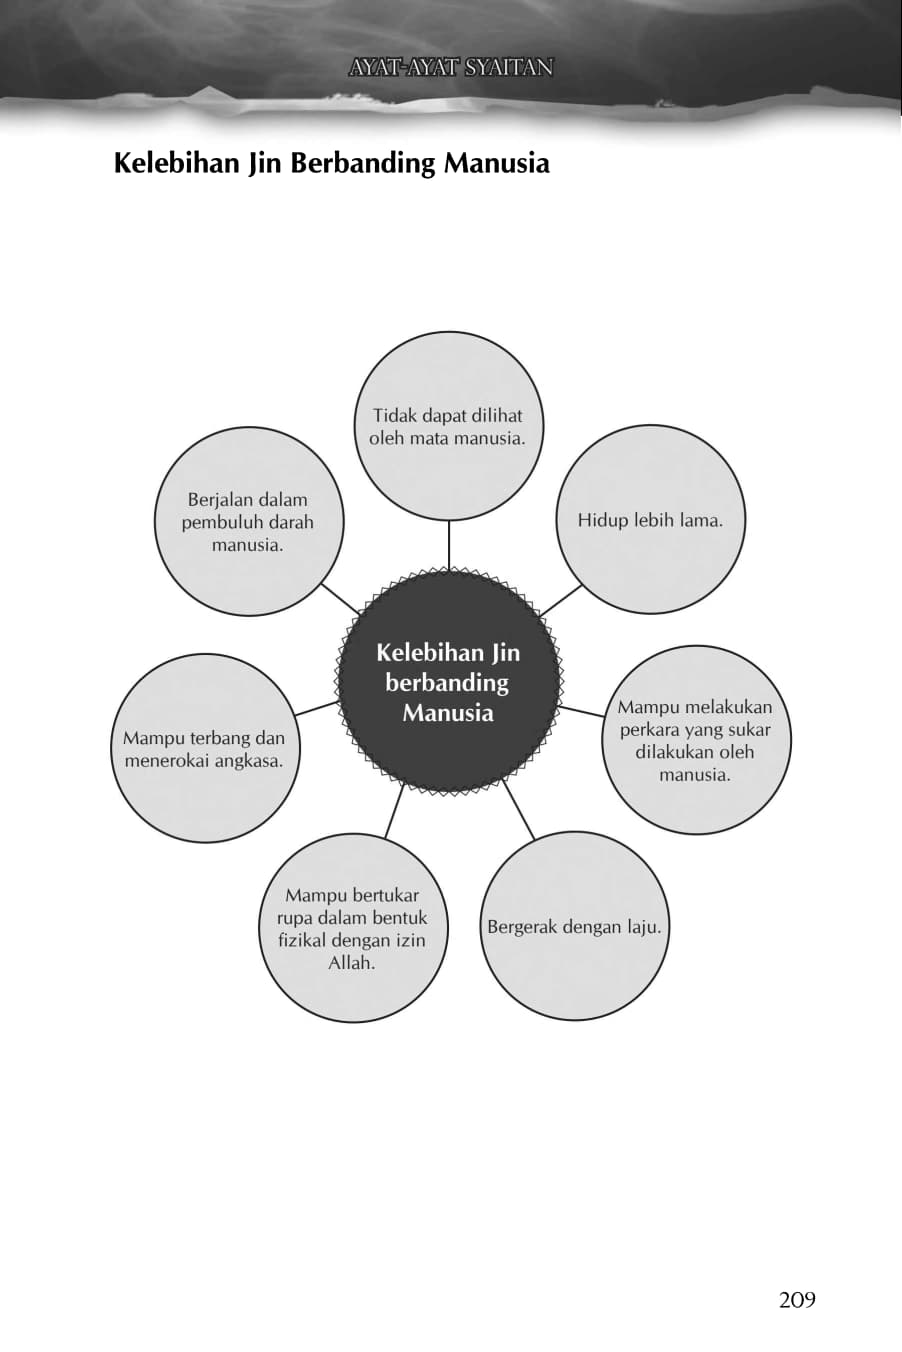 AYAT-AYAT SYAITAN
Kelebihan Jin Berbanding Manusia
Tidak dapat dilihat
oleh mata manusia.
Hidup lebih lama.
Mampu melakukan
perkara yang sukar
dilakukan oleh
manusia.
Bergerak dengan laju.
Mampu bertukar
rupa dalam bentuk
fizikal dengan izin
Allah.
Mampu terbang dan
menerokai angkasa.
Berjalan dalam
pembuluh darah
manusia.
Kelebihan Jin
berbanding
Manusia
209